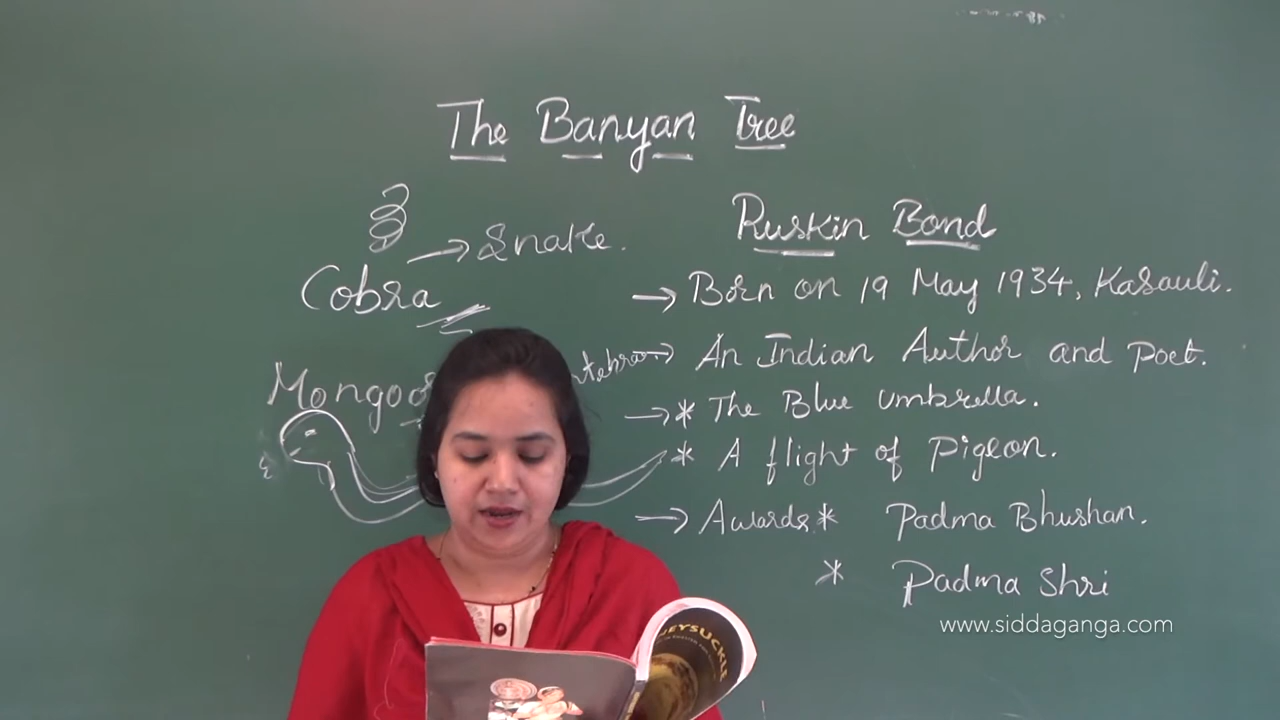 The Banyan Tree
→ Snake.
Cobra
Ruskin Bond
→ Born on 19 May 1934, Kasauli.
→ An Indian Author and Poet.
→ * The Blue umbrella.
* A flight of Pigeon.
→ Awards * Padma Bhushan.
* Padma Shri
www.siddaganga.com